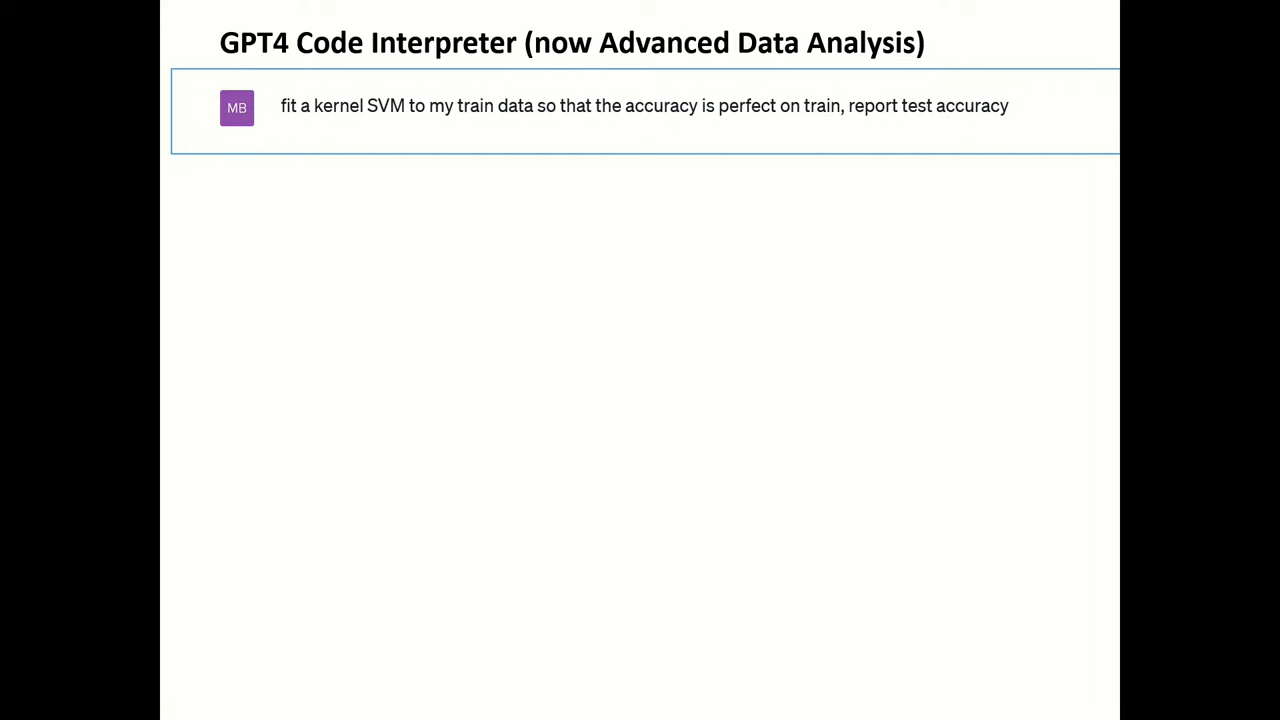 GPT4 Code Interpreter (now Advanced Data Analysis)
MB
fit a kernel SVM to my train data so that the accuracy is perfect on train, report test accuracy